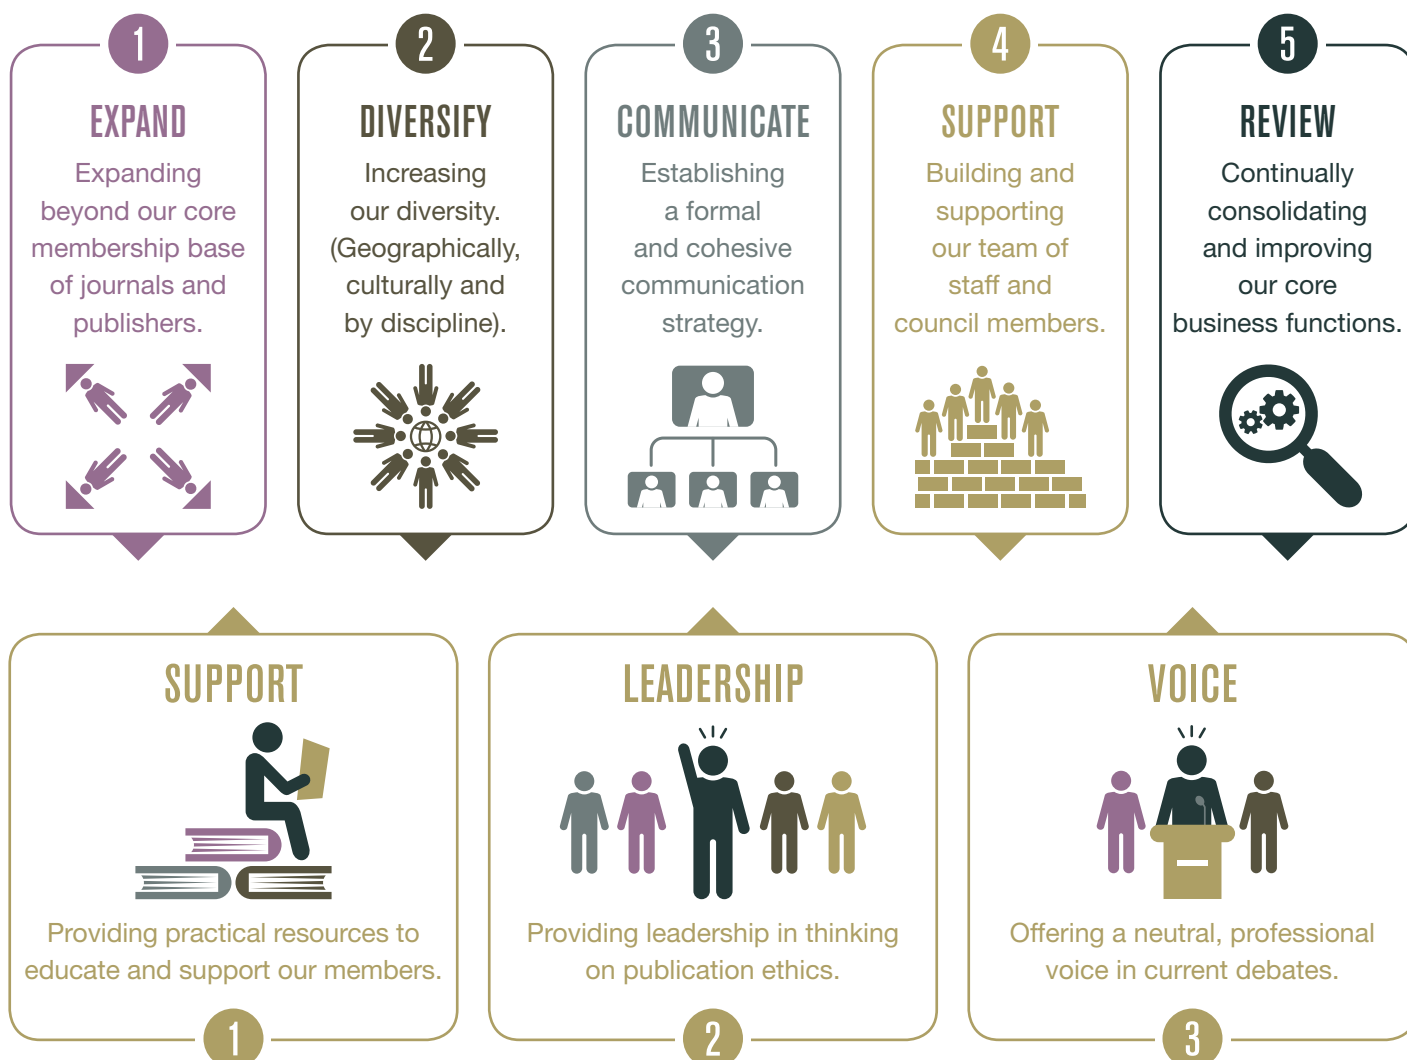 1
EXPAND
Expanding
beyond our core
membership base
of journals and
publishers.
2
DIVERSIFY
Increasing
our diversity.
(Geographically,
culturally and
by discipline).
3
COMMUNICATE
Establishing
a formal
and cohesive
communication
strategy.
4
SUPPORT
Building and
supporting
our team of
staff and
council members.
5
REVIEW
Continually
consolidating
and improving
our core
business functions.
SUPPORT
Providing practical resources to
educate and support our members.
1
LEADERSHIP
Providing leadership in thinking
on publication ethics.
2
VOICE
Offering a neutral, professional
voice in current debates.
3